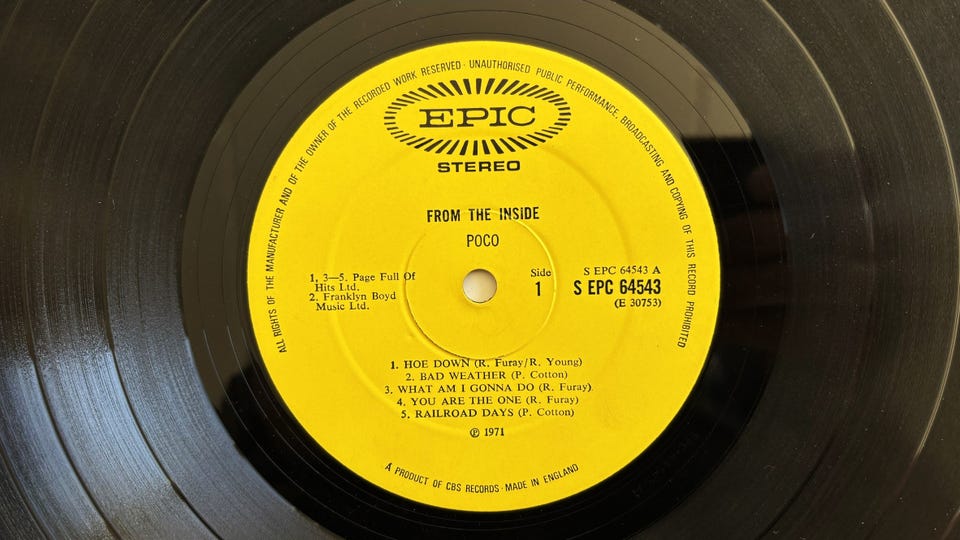 ALL RIGHTS OF THE MANUFACTURER AND OF THE OWNER OF THE RECORDED WORK RESERVED · UNAUTHORISED PUBLIC PERFORMANCE, BROADCASTING AND COPYING OF THIS RECORD PROHIBITED
EPIC
STEREO
FROM THE INSIDE
POCO
1, 3—5. Page Full Of
Hits Ltd.
2. Franklyn Boyd
Music Ltd.
Side
1
S EPC 64543 A
S EPC 64543
(E 30753)
1. HOE DOWN (R. Furay/R. Young)
2. BAD WEATHER (P. Cotton)
3. WHAT AM I GONNA DO (R. Furay)
4. YOU ARE THE ONE (R. Furay)
5. RAILROAD DAYS (P. Cotton)
℗ 1971
A PRODUCT OF CBS RECORDS · MADE IN ENGLAND